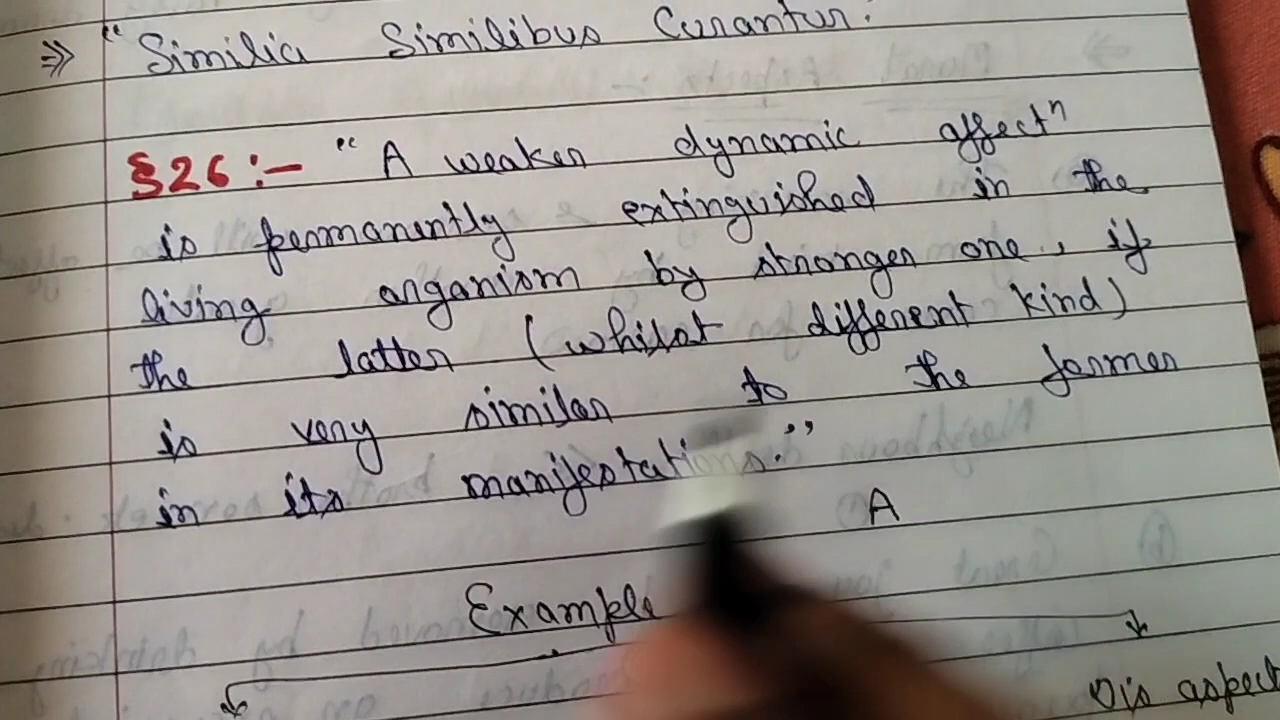 ⇒ "Similia Similibus Curantur.
§26:- "A weaker dynamic affectⁿ
is permanently extinguished in the
living organism by stronger one, if
the latter (whilst different kind)
is very similar to the former
in its manifestations."
A
Example
Dis aspect